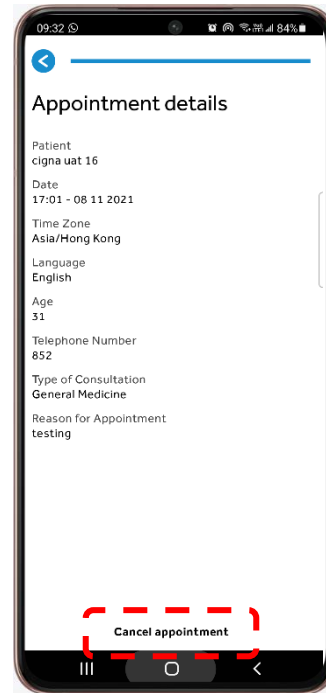 09:32 84%
Appointment details
Patient
cigna uat 16
Date
17:01 - 08 11 2021
Time Zone
Asia/Hong Kong
Language
English
Age
31
Telephone Number
852
Type of Consultation
General Medicine
Reason for Appointment
testing
Cancel appointment